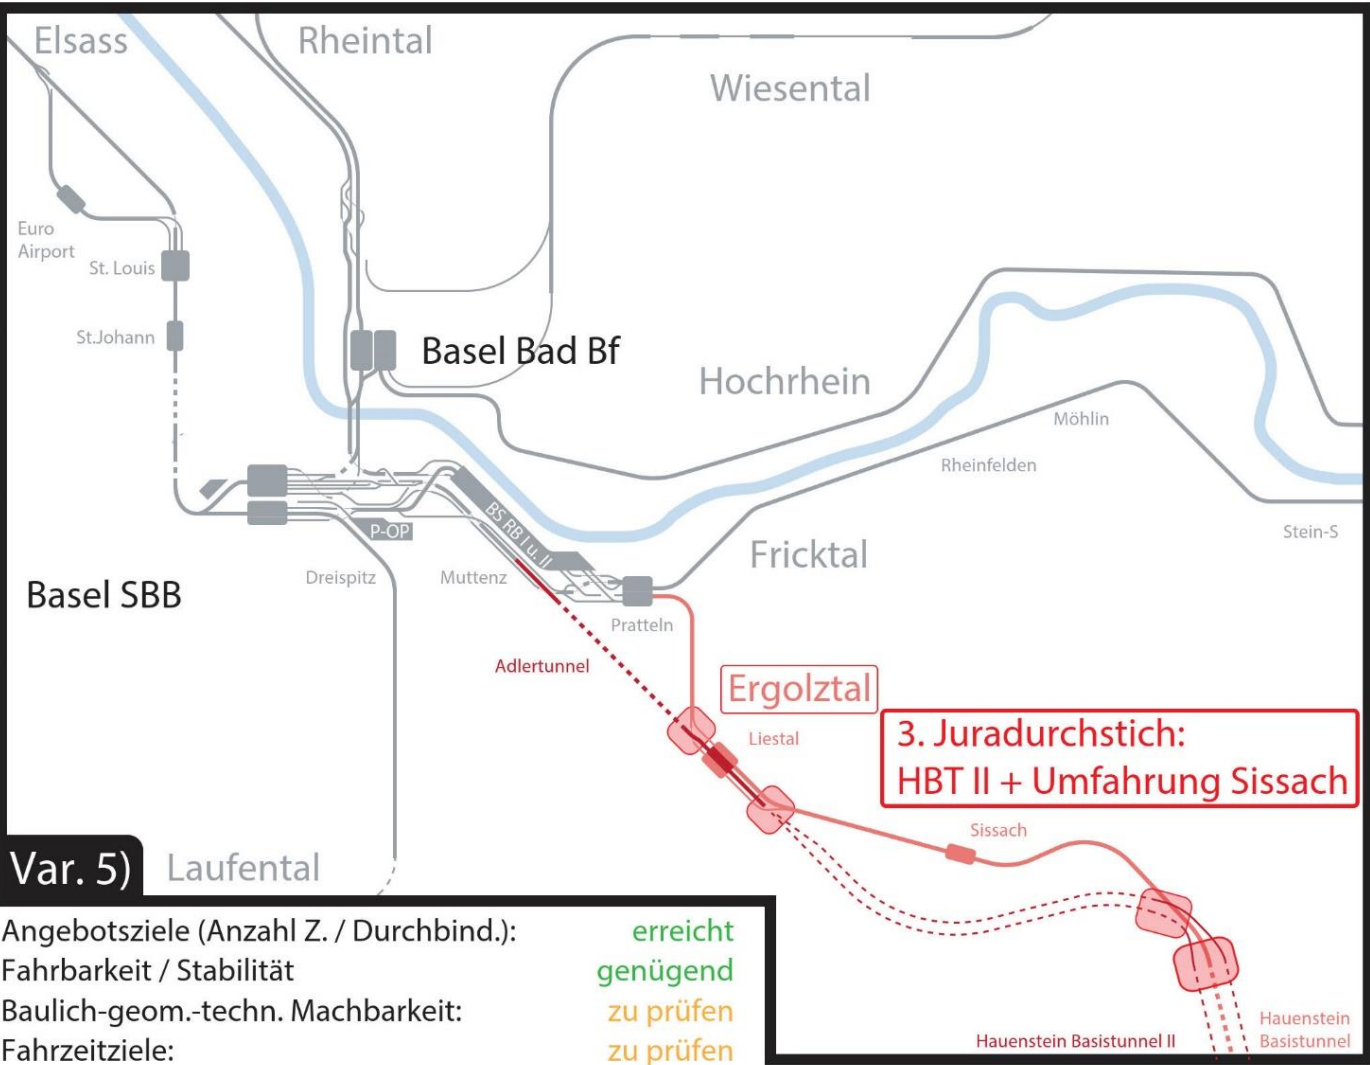 Elsass
Rheintal
Wiesental
Euro
Airport
St. Louis
St.Johann
Basel Bad Bf
Hochrhein
Möhlin
Rheinfelden
Stein-S
P-OP
BS RB I u. II
Fricktal
Dreispitz
Muttenz
Basel SBB
Pratteln
Adlertunnel
Ergolztal
Liestal
3. Juradurchstich:
HBT II + Umfahrung Sissach
Sissach
Var. 5)
Laufental
Angebotsziele (Anzahl Z. / Durchbind.): erreicht
Fahrbarkeit / Stabilität genügend
Baulich-geom.-techn. Machbarkeit: zu prüfen
Fahrzeitziele: zu prüfen
Hauenstein Basistunnel II
Hauenstein
Basistunnel